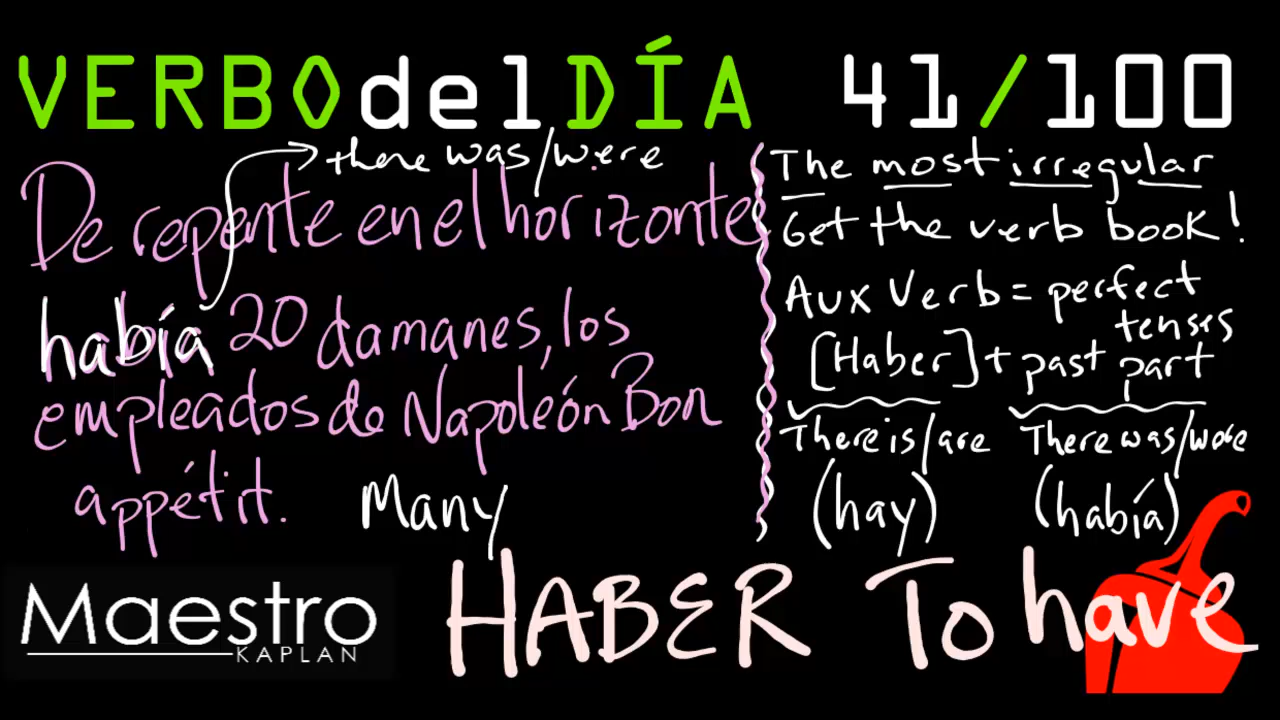 VERBOdelDÍA 41/100
there was/were
De repente en el horizonte
había 20 damanes, los
empleados de Napoleón Bon
appétit. Many
The most irregular
Get the verb book!
Aux Verb = perfect
tenses
[Haber] + past part
There is/are There was/were
(hay) (había)
HABER To have
Maestro
KAPLAN